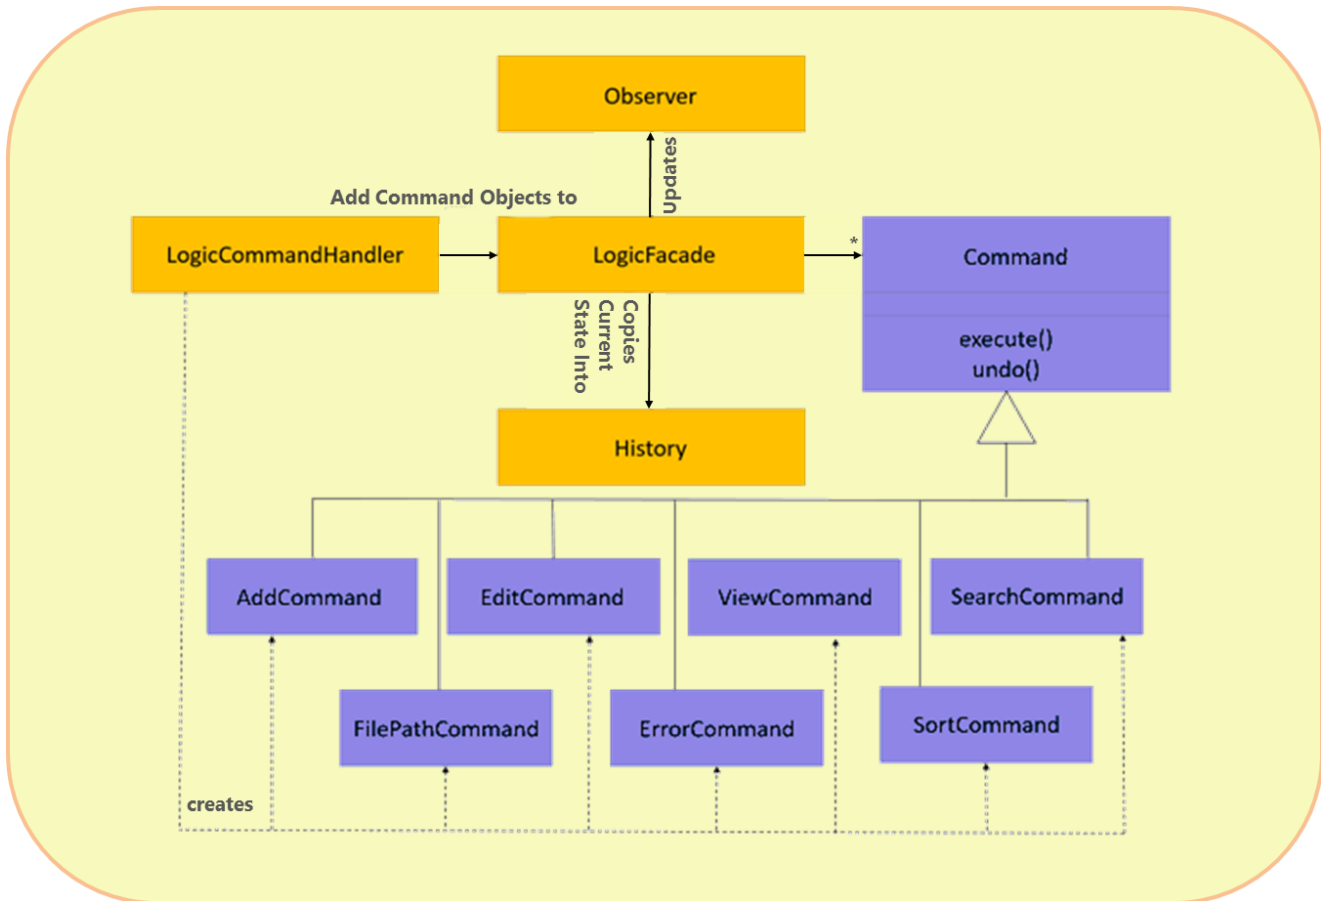 Observer
Updates
Add Command Objects to
LogicCommandHandler
LogicFacade
*
Command
execute()
undo()
Copies
Current
State Into
History
AddCommand
EditCommand
ViewCommand
SearchCommand
FilePathCommand
ErrorCommand
SortCommand
creates